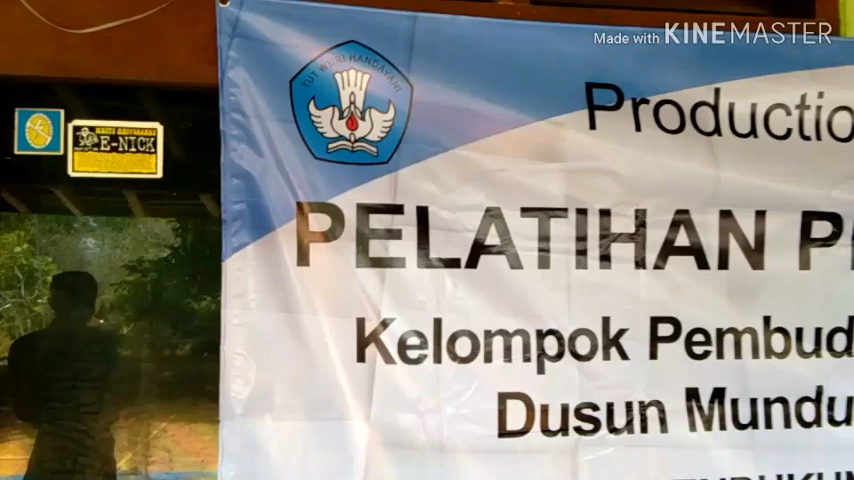 Made with KINEMASTER
TUT WURI HANDAYANI
Productio
E-NICK
PELATIHAN P
Kelompok Pembud
Dusun Mundu